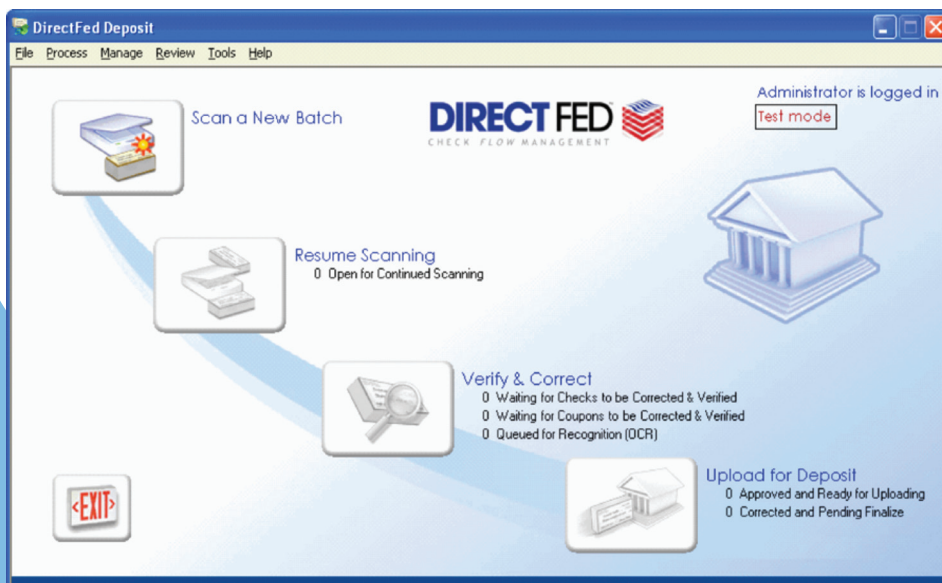 DirectFed Deposit
File Process Manage Review Tools Help
Administrator is logged in
Test mode
Scan a New Batch
DIRECT FED
CHECK FLOW MANAGEMENT
Resume Scanning
0 Open for Continued Scanning
Verify & Correct
0 Waiting for Checks to be Corrected & Verified
0 Waiting for Coupons to be Corrected & Verified
0 Queued for Recognition (OCR)
Upload for Deposit
0 Approved and Ready for Uploading
0 Corrected and Pending Finalize
<EXIT>